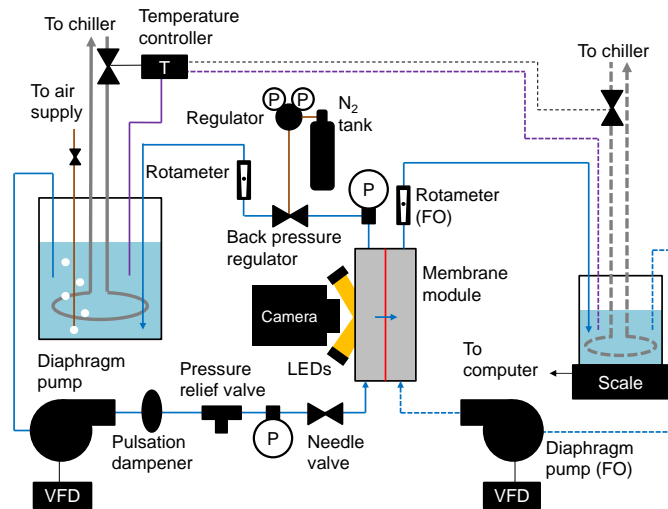 To chiller
Temperature
controller
T
To air
supply
P P
Regulator
N2
tank
To chiller
Rotameter
P
Rotameter
(FO)
Back pressure
regulator
Membrane
module
Camera
LEDs
To
computer
Scale
Diaphragm
pump
Pressure
relief valve
Pulsation
dampener
P
Needle
valve
Diaphragm
pump (FO)
VFD
VFD